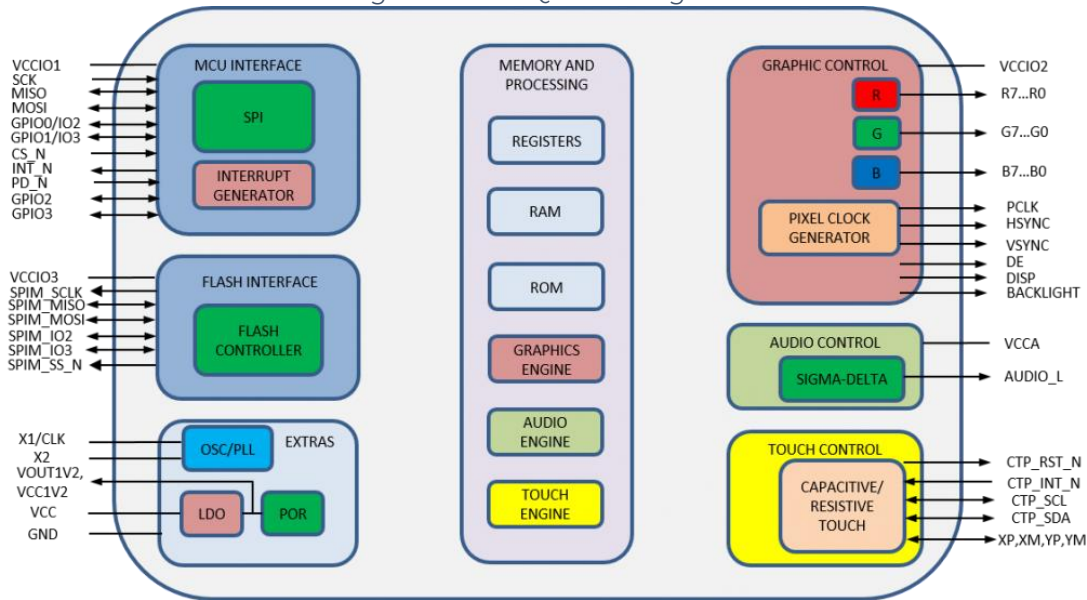 VCCIO1
SCK
MISO
MOSI
GPIO0/IO2
GPIO1/IO3
CS_N
INT_N
PD_N
GPIO2
GPIO3
MCU INTERFACE
SPI
INTERRUPT
GENERATOR
VCCIO3
SPIM_SCLK
SPIM_MISO
SPIM_MOSI
SPIM_IO2
SPIM_IO3
SPIM_SS_N
FLASH INTERFACE
FLASH
CONTROLLER
X1/CLK
X2
VOUT1V2,
VCC1V2
VCC
GND
OSC/PLL
EXTRAS
LDO
POR
MEMORY AND
PROCESSING
REGISTERS
RAM
ROM
GRAPHICS
ENGINE
AUDIO
ENGINE
TOUCH
ENGINE
GRAPHIC CONTROL
R
G
B
PIXEL CLOCK
GENERATOR
VCCIO2
R7...R0
G7...G0
B7...B0
PCLK
HSYNC
VSYNC
DE
DISP
BACKLIGHT
AUDIO CONTROL
SIGMA-DELTA
VCCA
AUDIO_L
TOUCH CONTROL
CAPACITIVE/
RESISTIVE
TOUCH
CTP_RST_N
CTP_INT_N
CTP_SCL
CTP_SDA
XP,XM,YP,YM